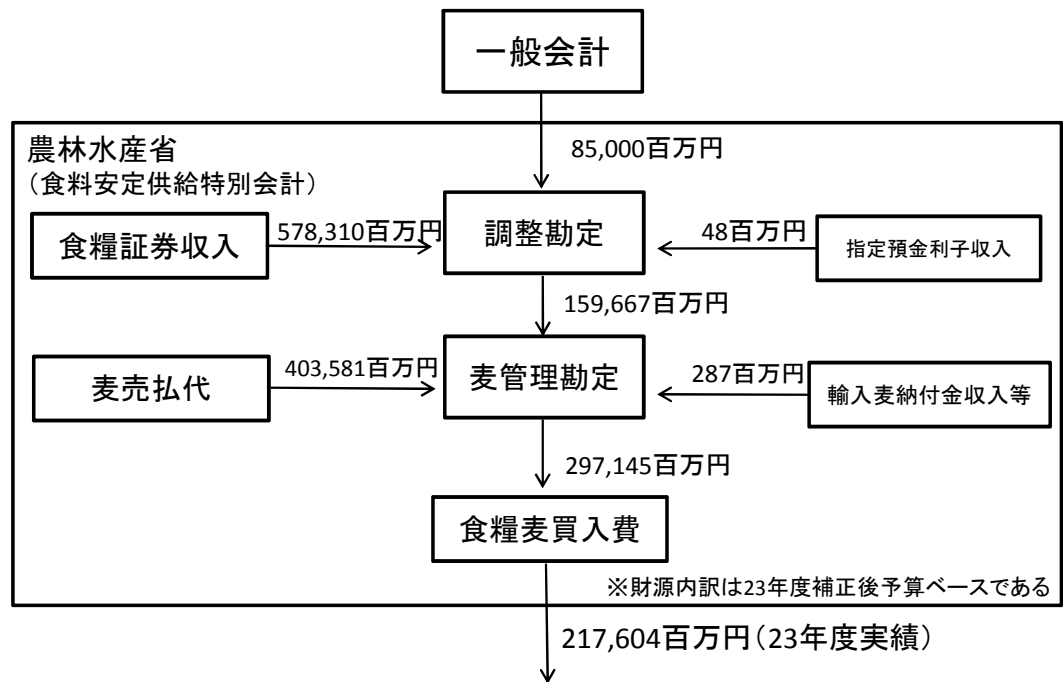 一般会計
85,000百万円
農林水産省
（食料安定供給特別会計）
食糧証券収入
578,310百万円
調整勘定
48百万円
指定預金利子収入
159,667百万円
麦売払代
403,581百万円
麦管理勘定
287百万円
輸入麦納付金収入等
297,145百万円
食糧麦買入費
※財源内訳は23年度補正後予算ベースである
217,604百万円（23年度実績）